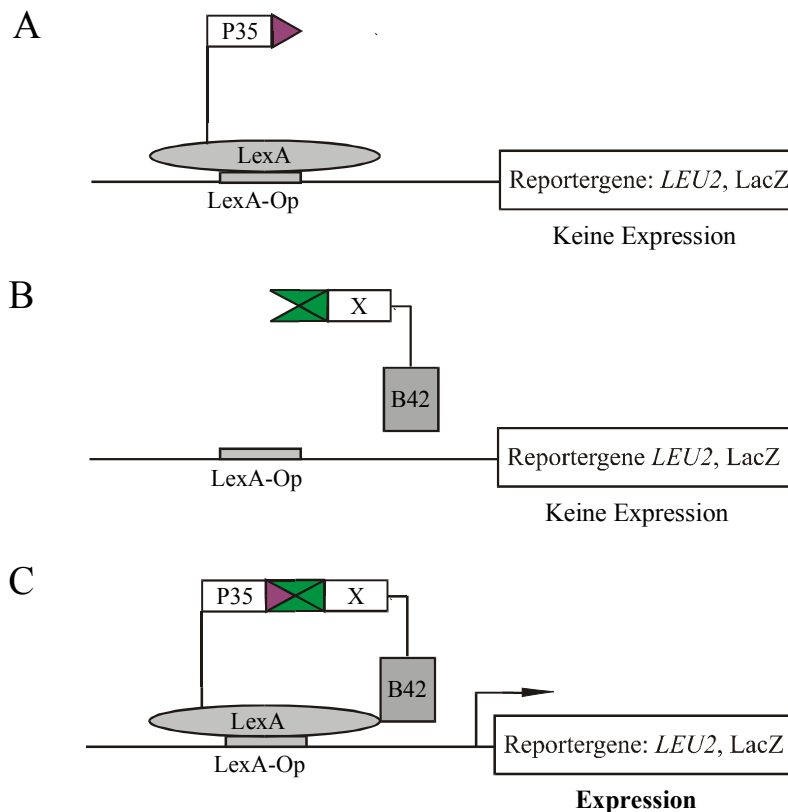 A
P35
LexA
LexA-Op
Reportergene: LEU2, LacZ
Keine Expression
B
X
B42
LexA-Op
Reportergene LEU2, LacZ
Keine Expression
C
P35
X
B42
LexA
LexA-Op
Reportergene: LEU2, LacZ
Expression